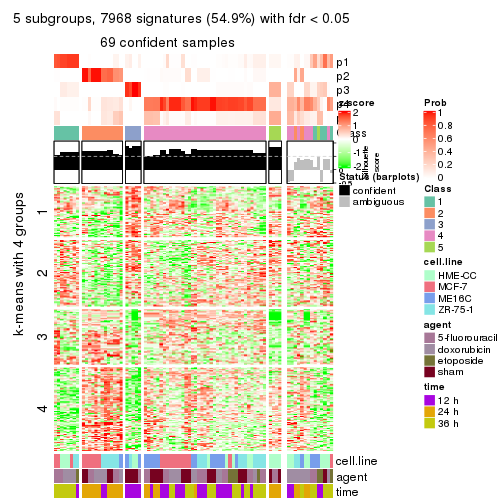 5 subgroups, 7968 signatures (54.9%) with fdr < 0.05
69 confident samples
k-means with 4 groups
1
2
3
4
p1
p2
p3
z-score
2
1
0
-1
-2
Silhouette
score
Status (barplots)
confident
ambiguous
cell.line
agent
time
Prob
1
0.8
0.6
0.4
0.2
0
Class
1
2
3
4
5
cell.line
HME-CC
MCF-7
ME16C
ZR-75-1
agent
5-fluorouracil
doxorubicin
etoposide
sham
time
12 h
24 h
36 h